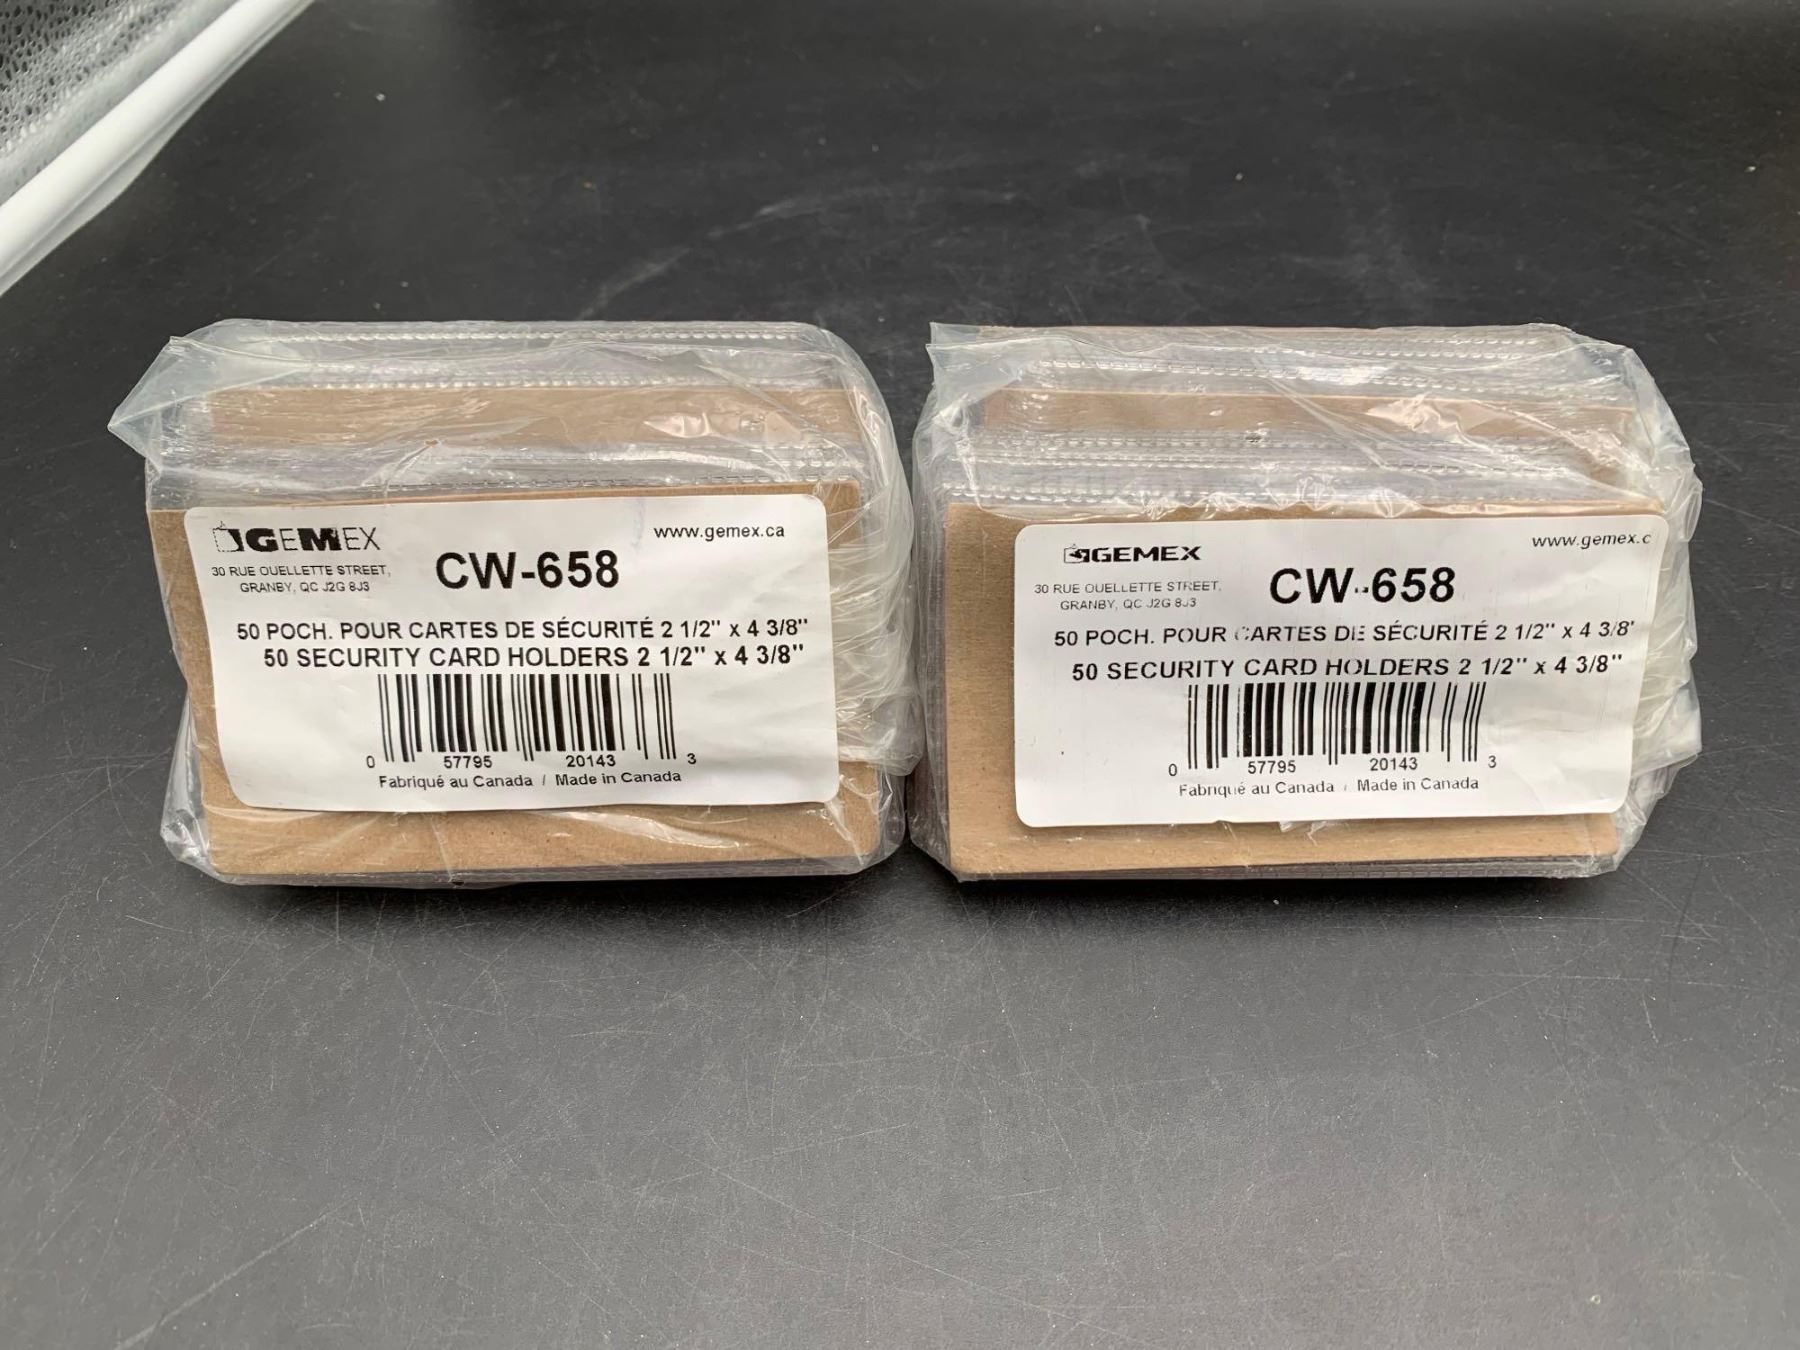 GEMEX
www.gemex.ca
30 RUE OUELLETTE STREET,
GRANBY, QC J2G 8J3
CW-658
50 POCH. POUR CARTES DE SÉCURITÉ 2 1/2" x 4 3/8"
50 SECURITY CARD HOLDERS 2 1/2" x 4 3/8"
0 57795 20143 3
Fabriqué au Canada / Made in Canada
GEMEX
www.gemex.c
30 RUE OUELLETTE STREET,
GRANBY, QC J2G 8J3
CW-658
50 POCH. POUR CARTES DE SÉCURITÉ 2 1/2" x 4 3/8'
50 SECURITY CARD HOLDERS 2 1/2" x 4 3/8"
0 57795 20143 3
Fabriqué au Canada / Made in Canada